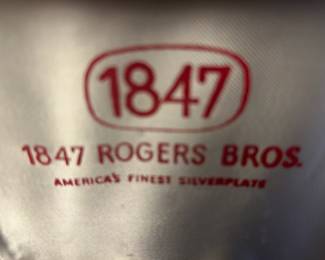 1847
1847 ROGERS BROS.
AMERICA'S FINEST SILVERPLATE